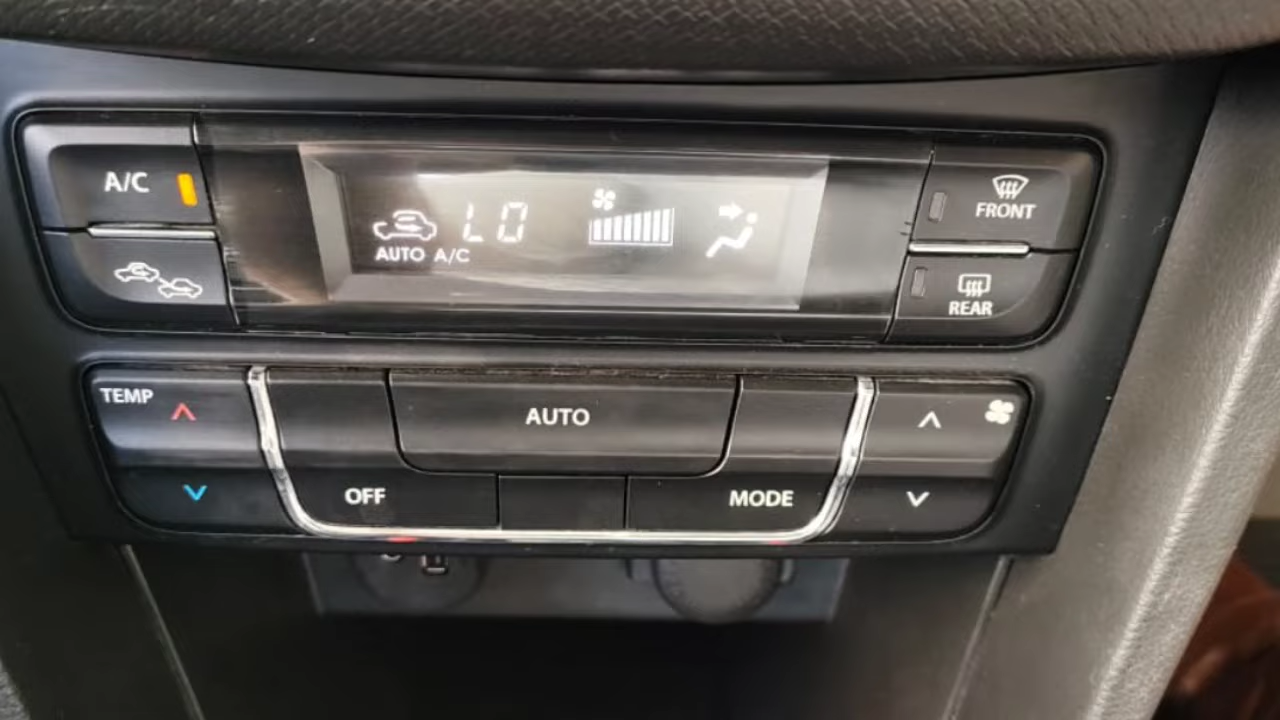 A/C
LO
AUTO A/C
FRONT
REAR
TEMP
AUTO
OFF
MODE